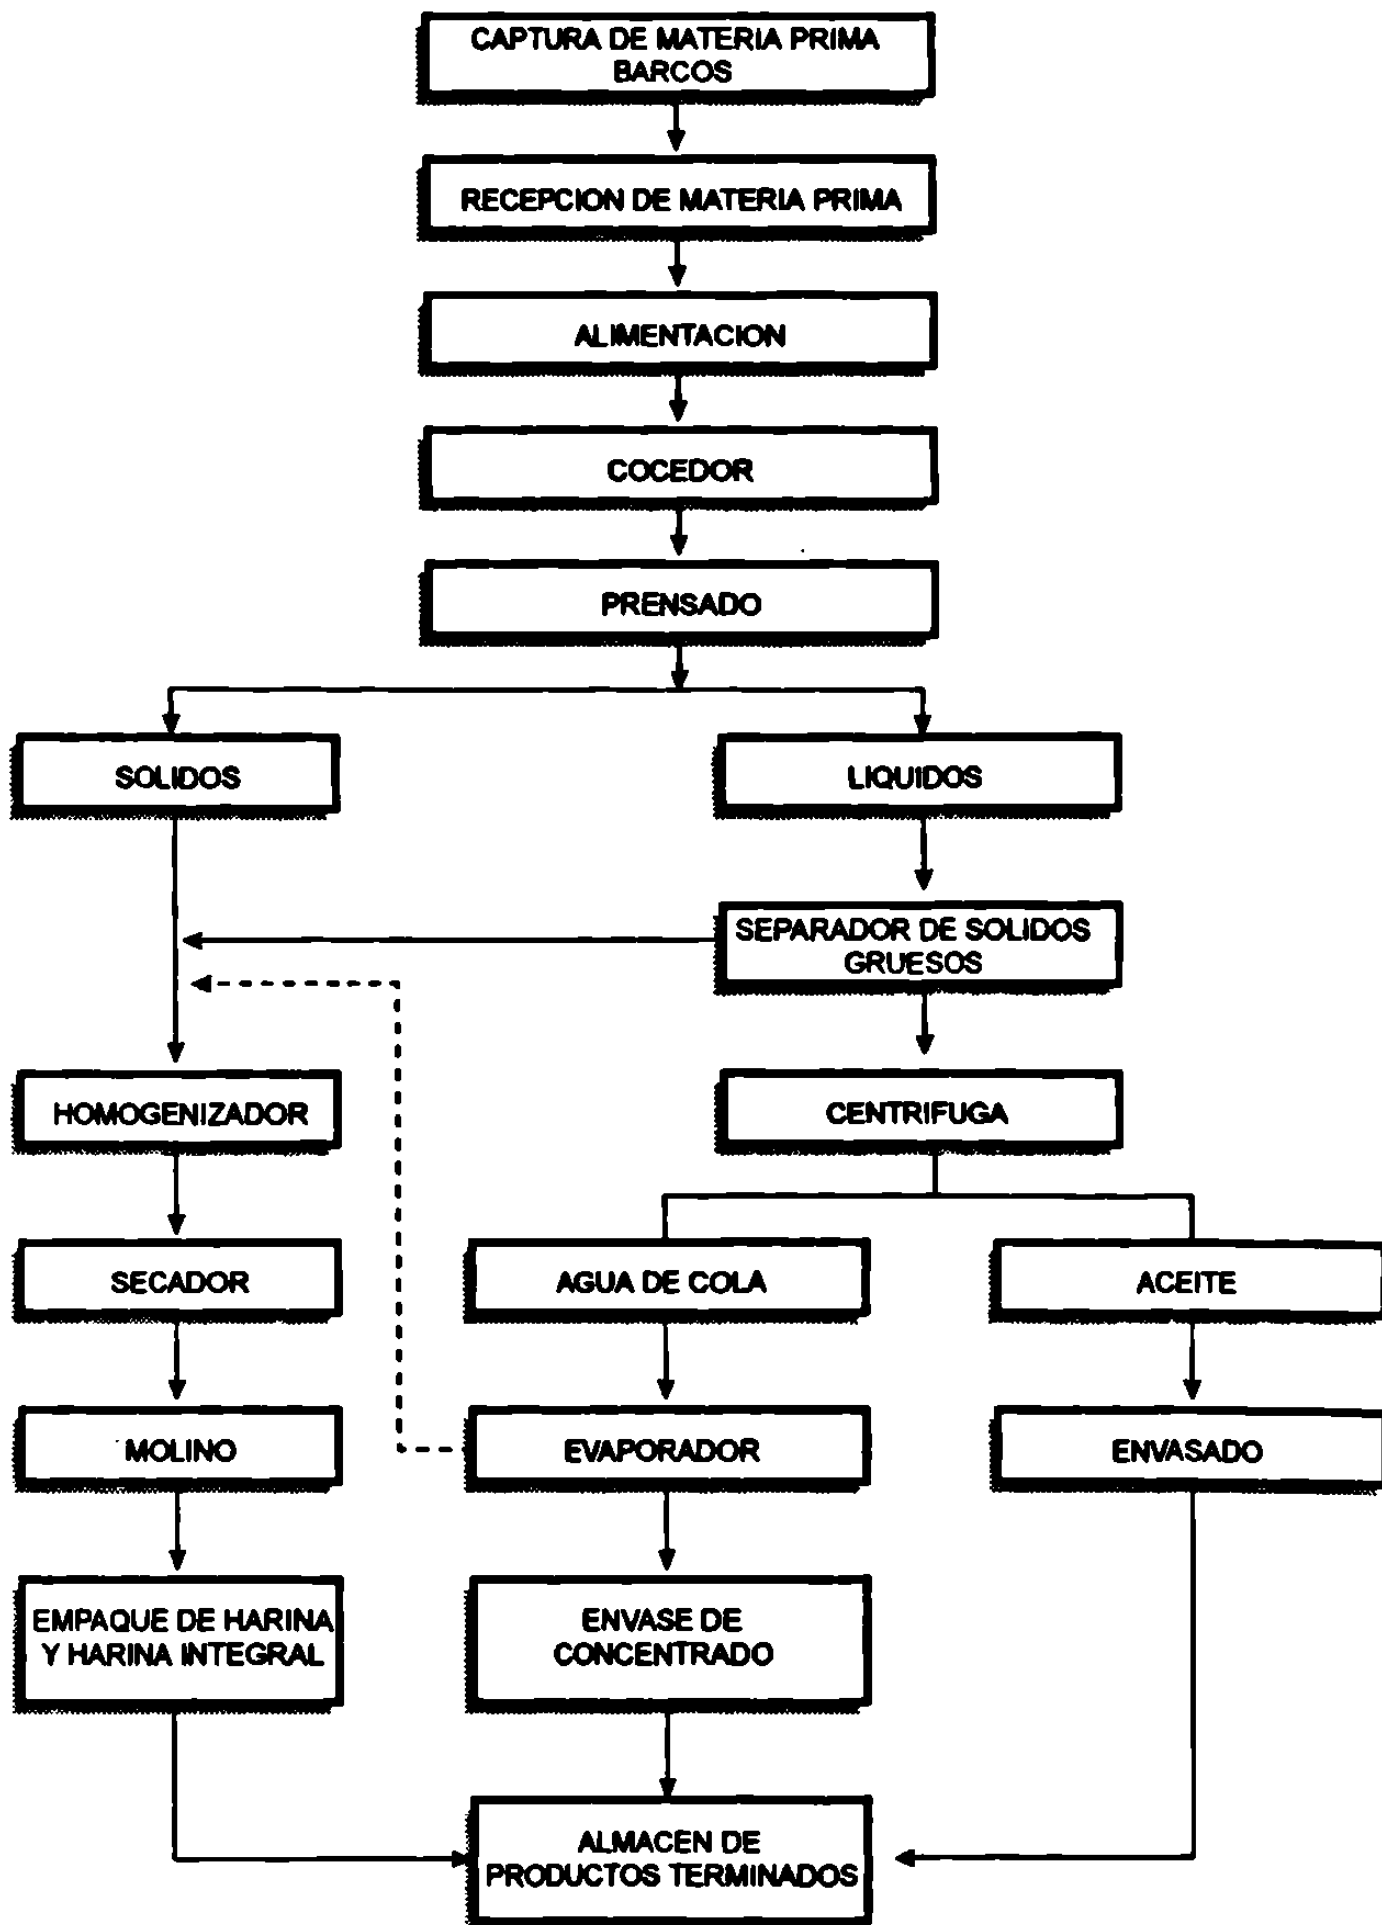 CAPTURA DE MATERIA PRIMA
BARCOS
RECEPCION DE MATERIA PRIMA
ALIMENTACION
COCEDOR
PRENSADO
SOLIDOS
LIQUIDOS
SEPARADOR DE SOLIDOS
GRUESOS
HOMOGENIZADOR
CENTRIFUGA
SECADOR
AGUA DE COLA
ACEITE
MOLINO
EVAPORADOR
ENVASADO
EMPAQUE DE HARINA
Y HARINA INTEGRAL
ENVASE DE
CONCENTRADO
ALMACEN DE
PRODUCTOS TERMINADOS